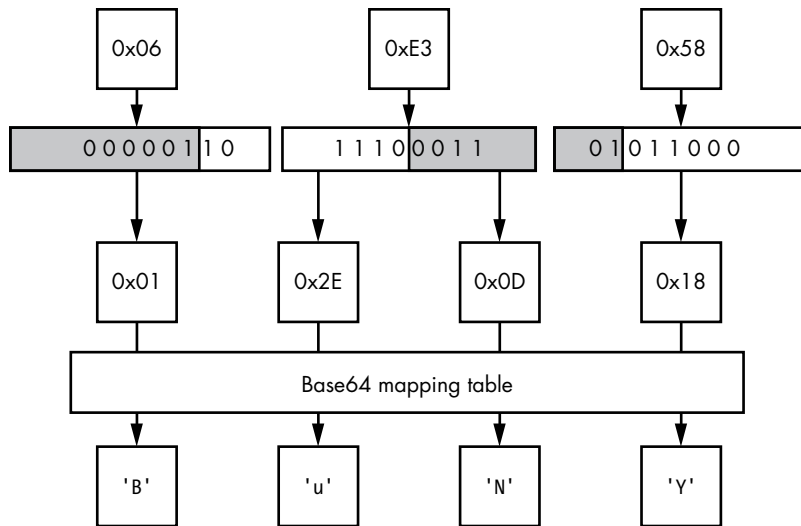 0x06 0xE3 0x58
0 0 0 0 0 1 1 0 1 1 1 0 0 0 1 1 0 1 0 1 1 0 0 0
0x01 0x2E 0x0D 0x18
Base64 mapping table
'B' 'u' 'N' 'Y'